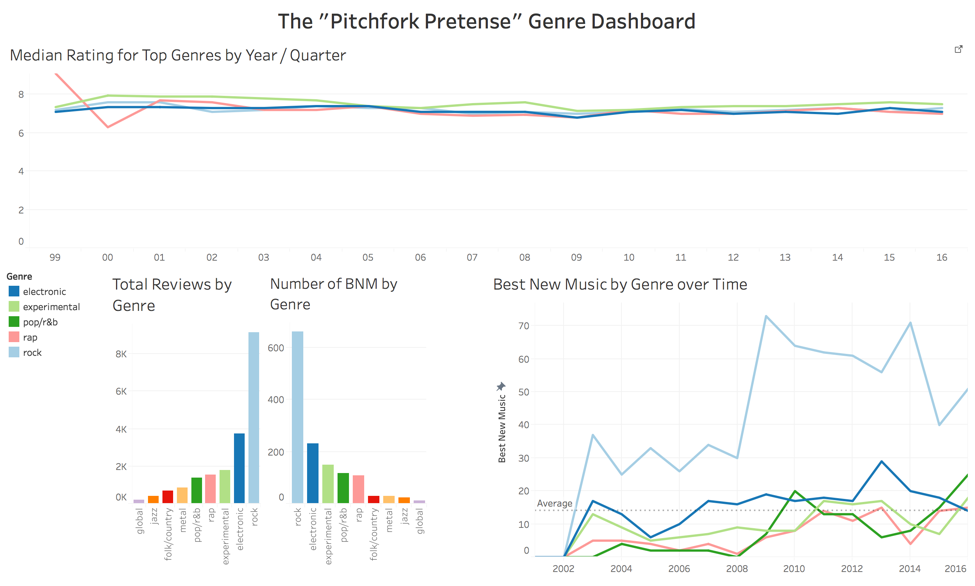 The "Pitchfork Pretense" Genre Dashboard
Median Rating for Top Genres by Year / Quarter
8
6
4
2
0
99 00 01 02 03 04 05 06 07 08 09 10 11 12 13 14 15 16
Genre
electronic
experimental
pop/r&b
rap
rock
Total Reviews by
Genre
8K
6K
4K
2K
0K
global
jazz
folk/country
metal
pop/r&b
rap
experimental
electronic
rock
Number of BNM by
Genre
600
400
200
0
rock
electronic
experimental
pop/r&b
rap
folk/country
metal
jazz
global
Best New Music by Genre over Time
Best New Music
70
60
50
40
30
20
10
0
Average
2002 2004 2006 2008 2010 2012 2014 2016